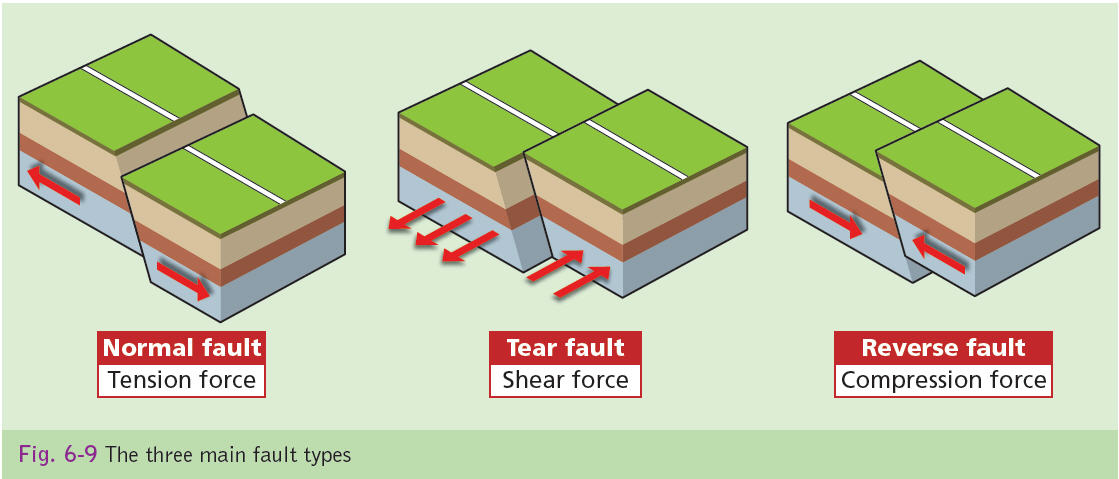 Normal fault
Tension force
Tear fault
Shear force
Reverse fault
Compression force
Fig. 6-9 The three main fault types